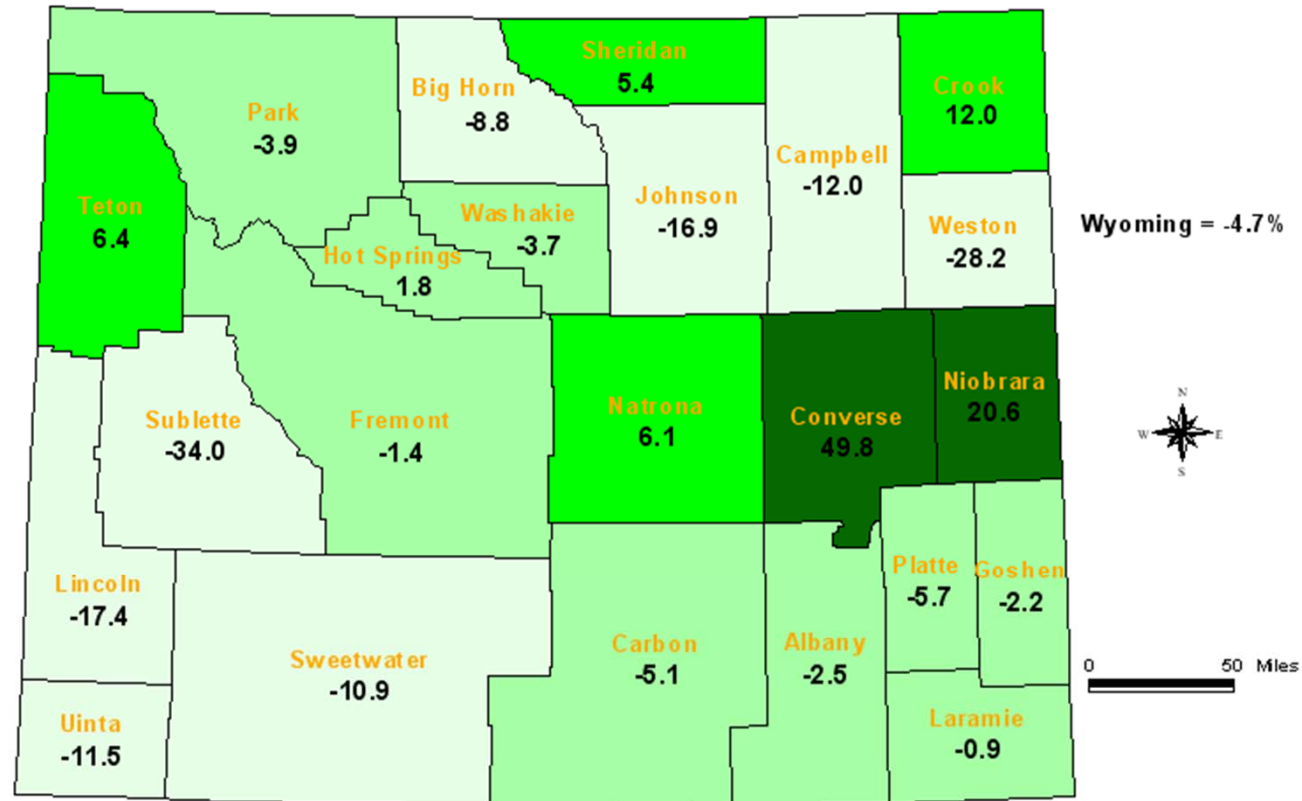 Sheridan
5.4
Big Horn
-8.8
Crook
12.0
Park
-3.9
Campbell
-12.0
Johnson
-16.9
Teton
6.4
Washakie
-3.7
Weston
-28.2
Wyoming = -4.7%
Hot Springs
1.8
Niobrara
20.6
Natrona
6.1
Converse
49.8
Sublette
-34.0
Fremont
-1.4
N
W E
S
Platte
-5.7
Goshen
-2.2
Lincoln
-17.4
Carbon
-5.1
Albany
-2.5
Sweetwater
-10.9
0 50 Miles
Uinta
-11.5
Laramie
-0.9